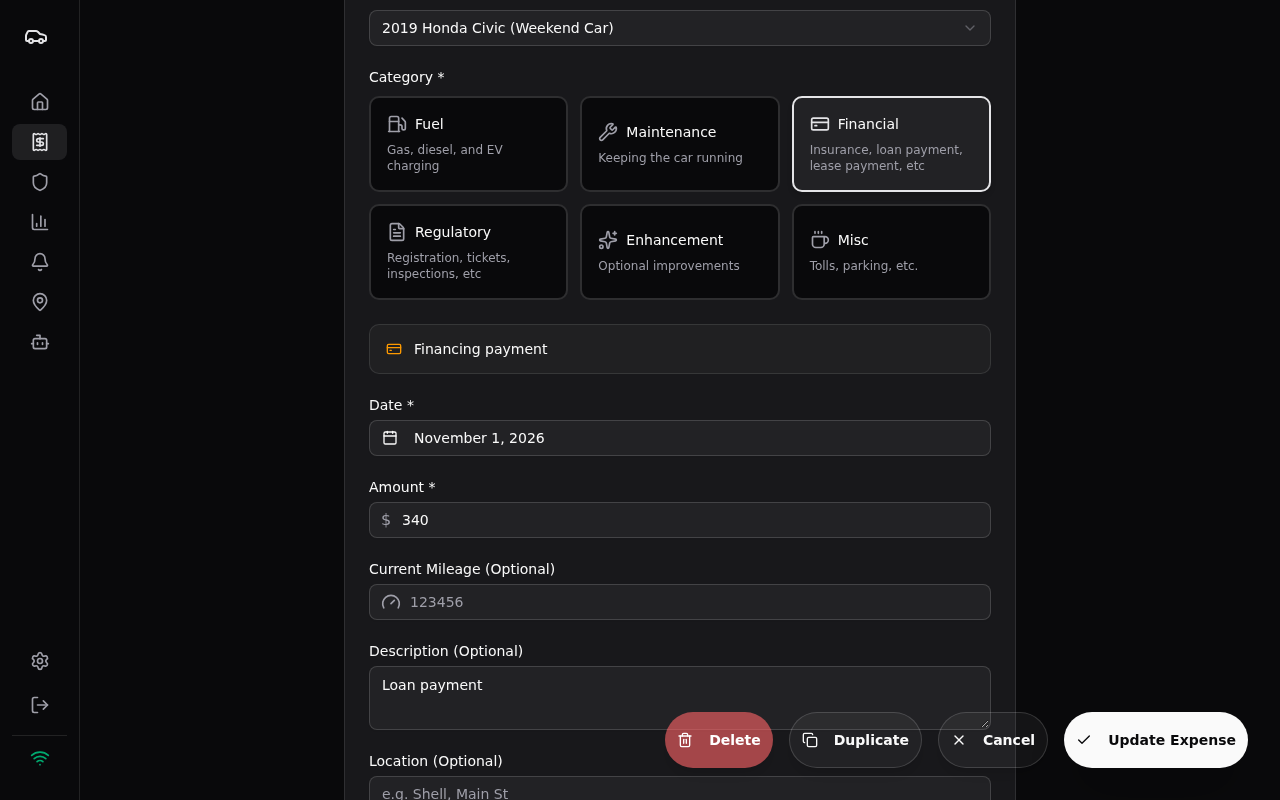 2019 Honda Civic (Weekend Car)
Category *
Fuel
Gas, diesel, and EV
charging
Maintenance
Keeping the car running
Financial
Insurance, loan payment,
lease payment, etc
Regulatory
Registration, tickets,
inspections, etc
Enhancement
Optional improvements
Misc
Tolls, parking, etc.
Financing payment
Date *
November 1, 2026
Amount *
$ 340
Current Mileage (Optional)
123456
Description (Optional)
Loan payment
Delete
Duplicate
Cancel
Update Expense
Location (Optional)
e.g. Shell, Main St